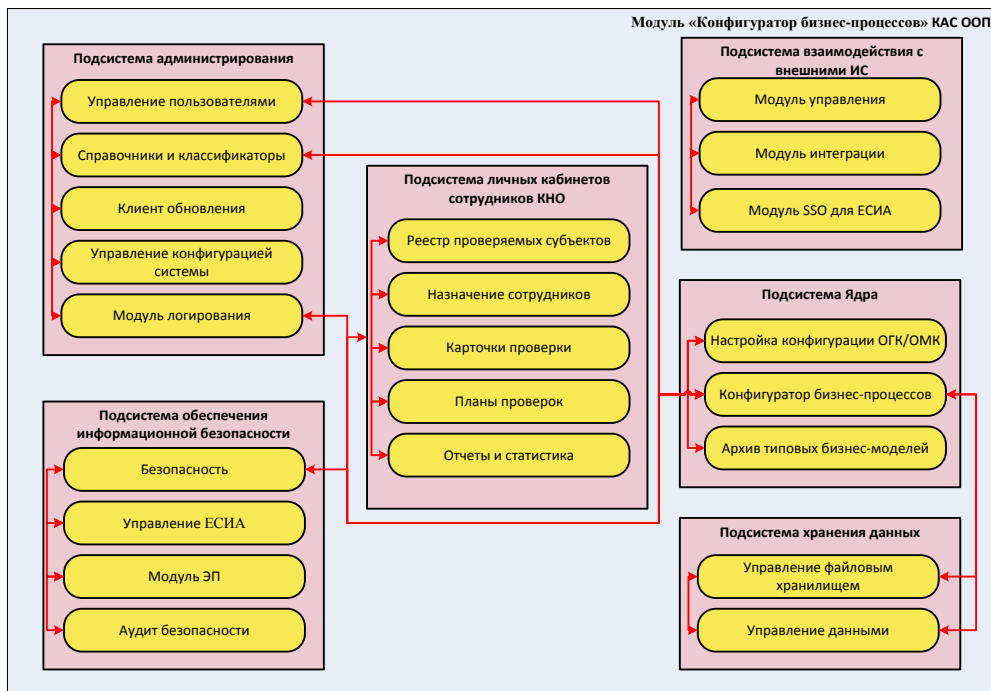 Модуль «Конфигуратор бизнес-процессов» КАС ООП
Подсистема администрирования
Управление пользователями
Справочники и классификаторы
Клиент обновления
Управление конфигурацией
системы
Модуль логирования
Подсистема обеспечения
информационной безопасности
Безопасность
Управление ЕСИА
Модуль ЭП
Аудит безопасности
Подсистема личных кабинетов
сотрудников КНО
Реестр проверяемых субъектов
Назначение сотрудников
Карточки проверки
Планы проверок
Отчеты и статистика
Подсистема взаимодействия с
внешними ИС
Модуль управления
Модуль интеграции
Модуль SSO для ЕСИА
Подсистема Ядра
Настройка конфигурации ОГК/ОМК
Конфигуратор бизнес-процессов
Архив типовых бизнес-моделей
Подсистема хранения данных
Управление файловым
хранилищем
Управление данными